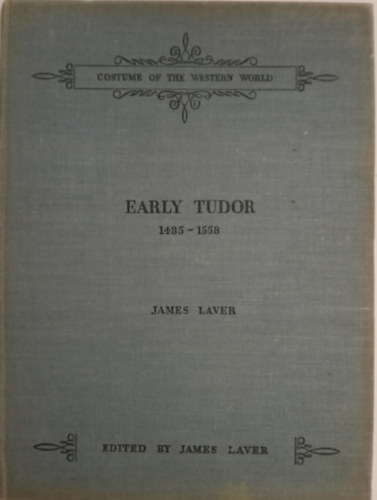 COSTUME OF THE WESTERN WORLD
EARLY TUDOR
1485-1558
JAMES LAVER
EDITED BY JAMES LAVER